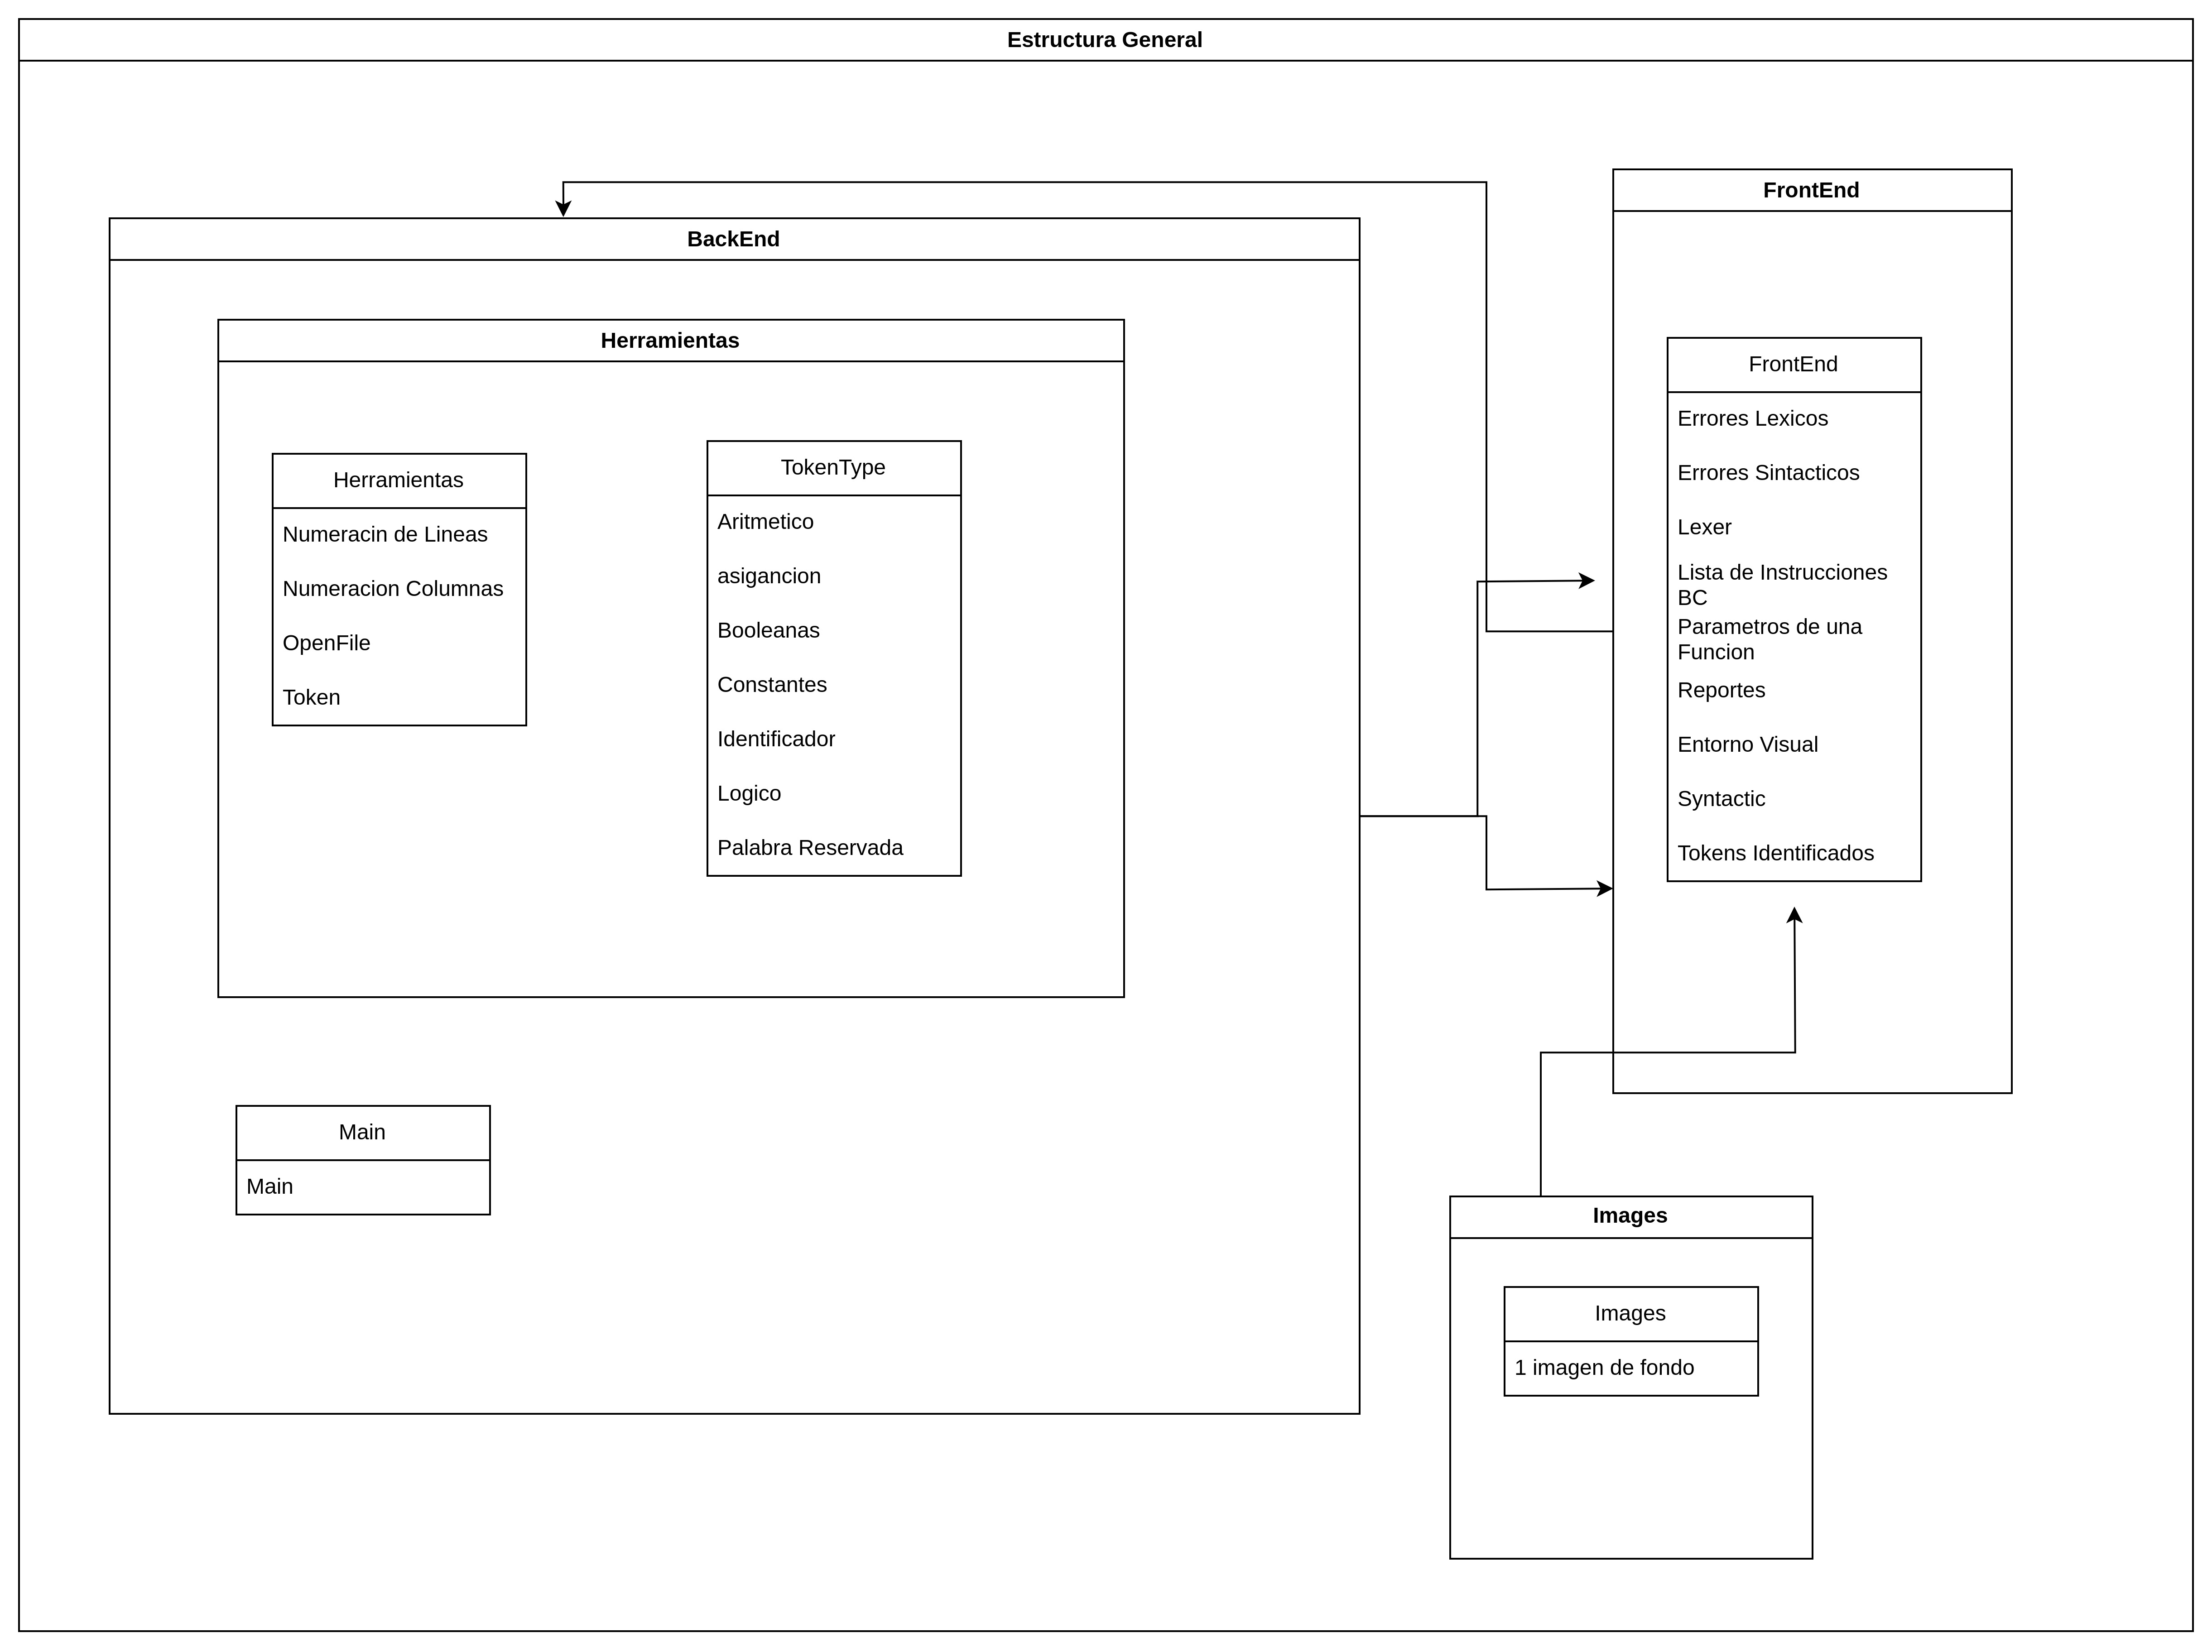 Estructura General
BackEnd
Herramientas
Herramientas
Numeracin de Lineas
Numeracion Columnas
OpenFile
Token
TokenType
Aritmetico
asigancion
Booleanas
Constantes
Identificador
Logico
Palabra Reservada
Main
Main
FrontEnd
FrontEnd
Errores Lexicos
Errores Sintacticos
Lexer
Lista de Instrucciones
BC
Parametros de una
Funcion
Reportes
Entorno Visual
Syntactic
Tokens Identificados
Images
Images
1 imagen de fondo